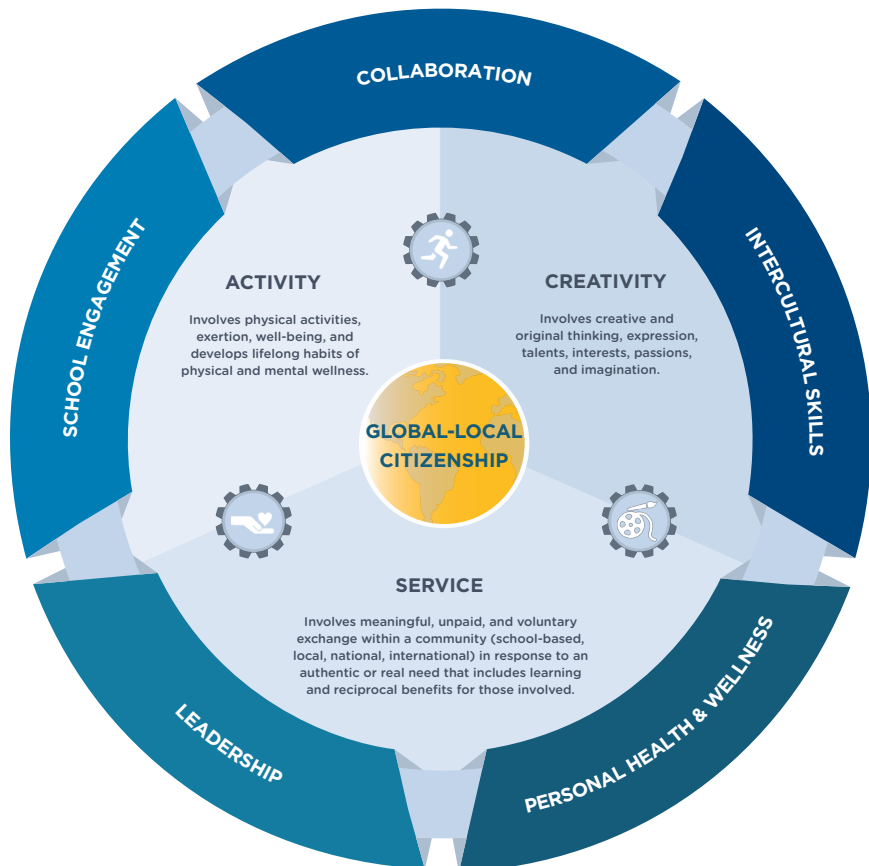 COLLABORATION
SCHOOL ENGAGEMENT
INTERCULTURAL SKILLS
ACTIVITY
Involves physical activities,
exertion, well-being, and
develops lifelong habits of
physical and mental wellness.
CREATIVITY
Involves creative and
original thinking, expression,
talents, interests, passions,
and imagination.
GLOBAL-LOCAL
CITIZENSHIP
SERVICE
Involves meaningful, unpaid, and voluntary
exchange within a community (school-based,
local, national, international) in response to an
authentic or real need that includes learning
and reciprocal benefits for those involved.
LEADERSHIP
PERSONAL HEALTH & WELLNESS